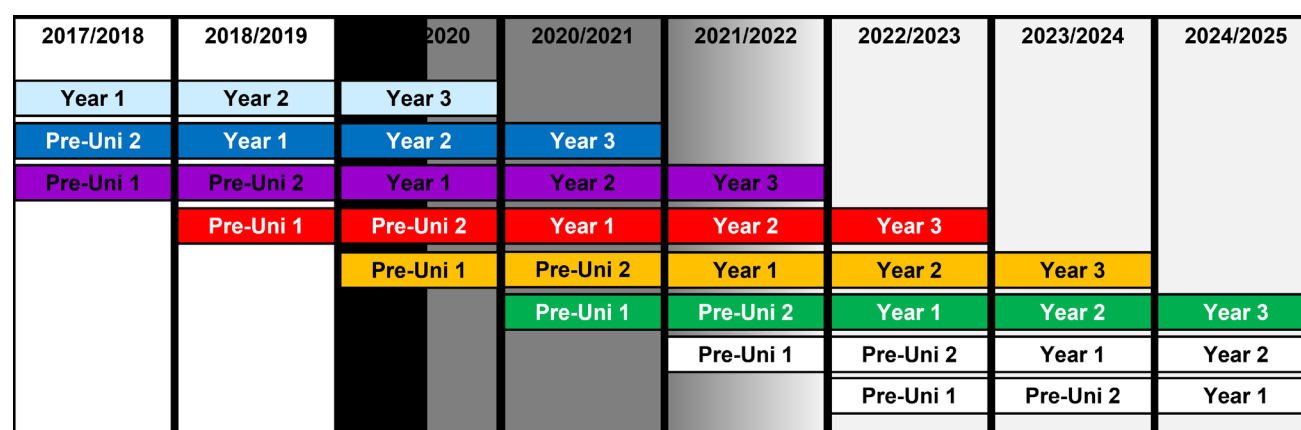 2017/2018 2018/2019 2020 2020/2021 2021/2022 2022/2023 2023/2024 2024/2025
Year 1 Year 2 Year 3
Pre-Uni 2 Year 1 Year 2 Year 3
Pre-Uni 1 Pre-Uni 2 Year 1 Year 2 Year 3
Pre-Uni 1 Pre-Uni 2 Year 1 Year 2 Year 3
Pre-Uni 1 Pre-Uni 2 Year 1 Year 2 Year 3
Pre-Uni 1 Pre-Uni 2 Year 1 Year 2 Year 3
Pre-Uni 1 Pre-Uni 2 Year 1 Year 2
Pre-Uni 1 Pre-Uni 2 Year 1